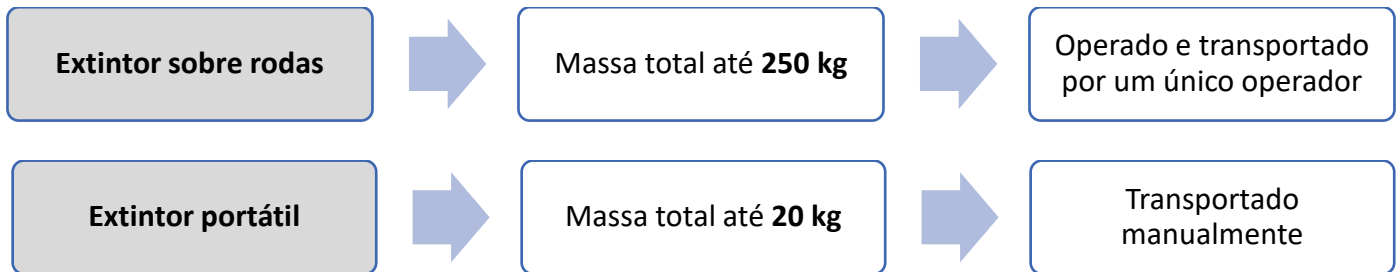 Extintor sobre rodas
Massa total até 250 kg
Operado e transportado
por um único operador
Extintor portátil
Massa total até 20 kg
Transportado
manualmente